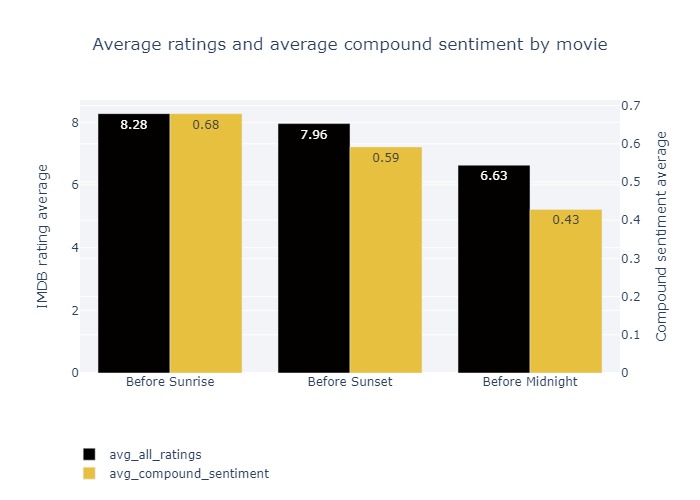 Average ratings and average compound sentiment by movie
IMDB rating average
8
6
4
2
0
8.28
0.68
7.96
0.59
6.63
0.43
0.7
0.6
0.5
0.4
0.3
0.2
0.1
0
Compound sentiment average
Before Sunrise
Before Sunset
Before Midnight
avg_all_ratings
avg_compound_sentiment